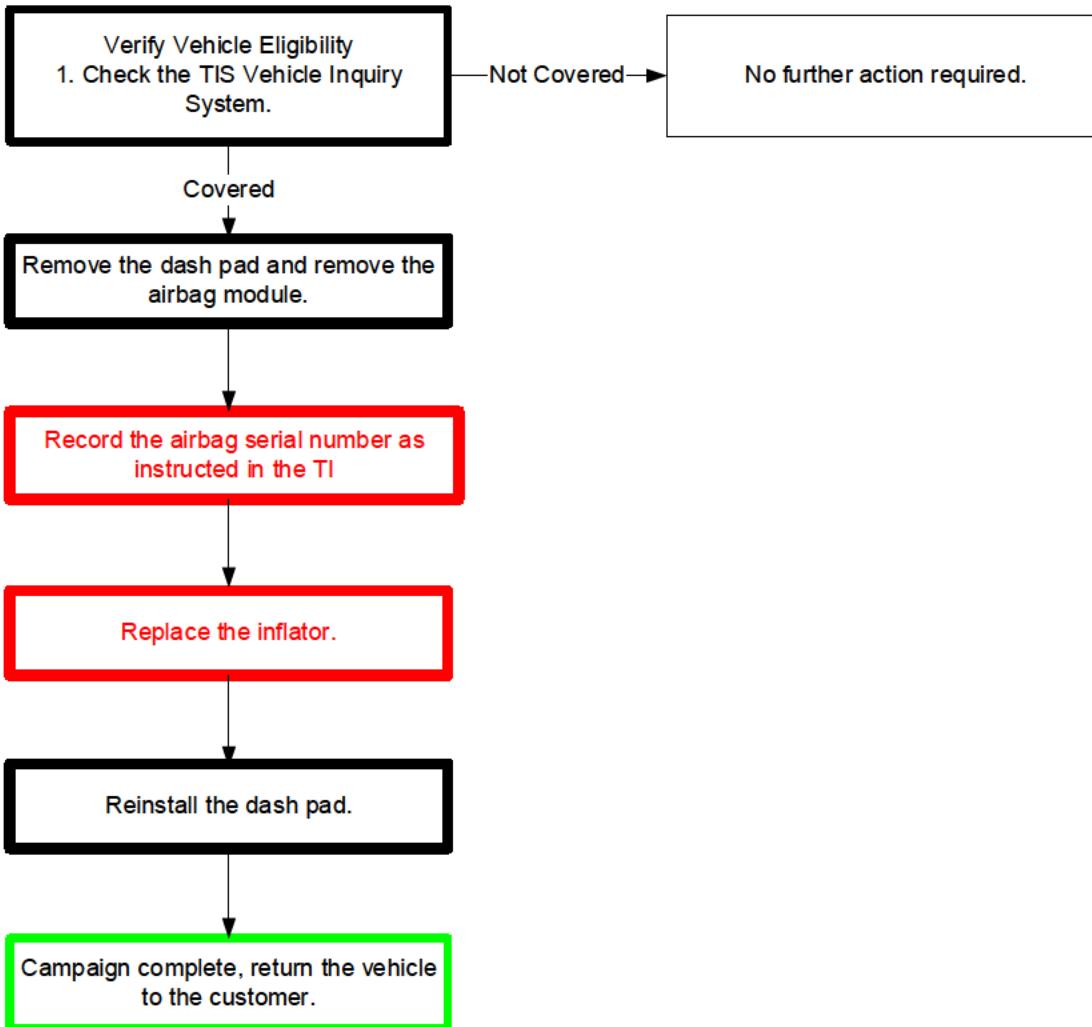 Verify Vehicle Eligibility
1. Check the TIS Vehicle Inquiry
System.
Not Covered
No further action required.
Covered
Remove the dash pad and remove the
airbag module.
Record the airbag serial number as
instructed in the TI
Replace the inflator.
Reinstall the dash pad.
Campaign complete, return the vehicle
to the customer.